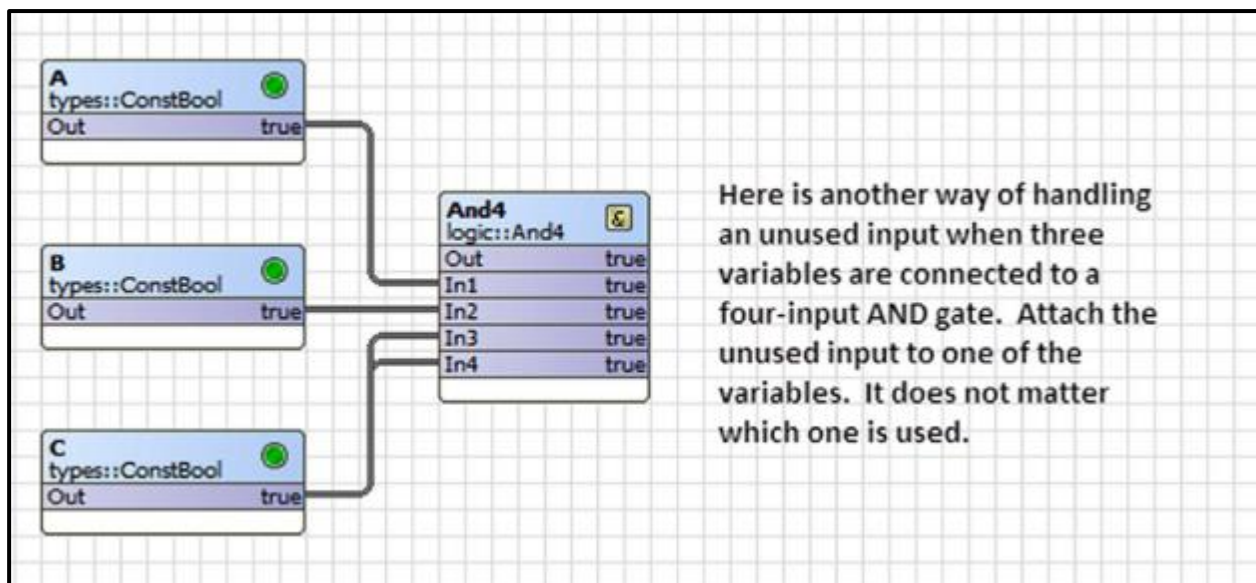 A
types::ConstBool
Out true
B
types::ConstBool
Out true
C
types::ConstBool
Out true
And4
&
logic::And4
Out true
In1 true
In2 true
In3 true
In4 true
Here is another way of handling
an unused input when three
variables are connected to a
four-input AND gate. Attach the
unused input to one of the
variables. It does not matter
which one is used.